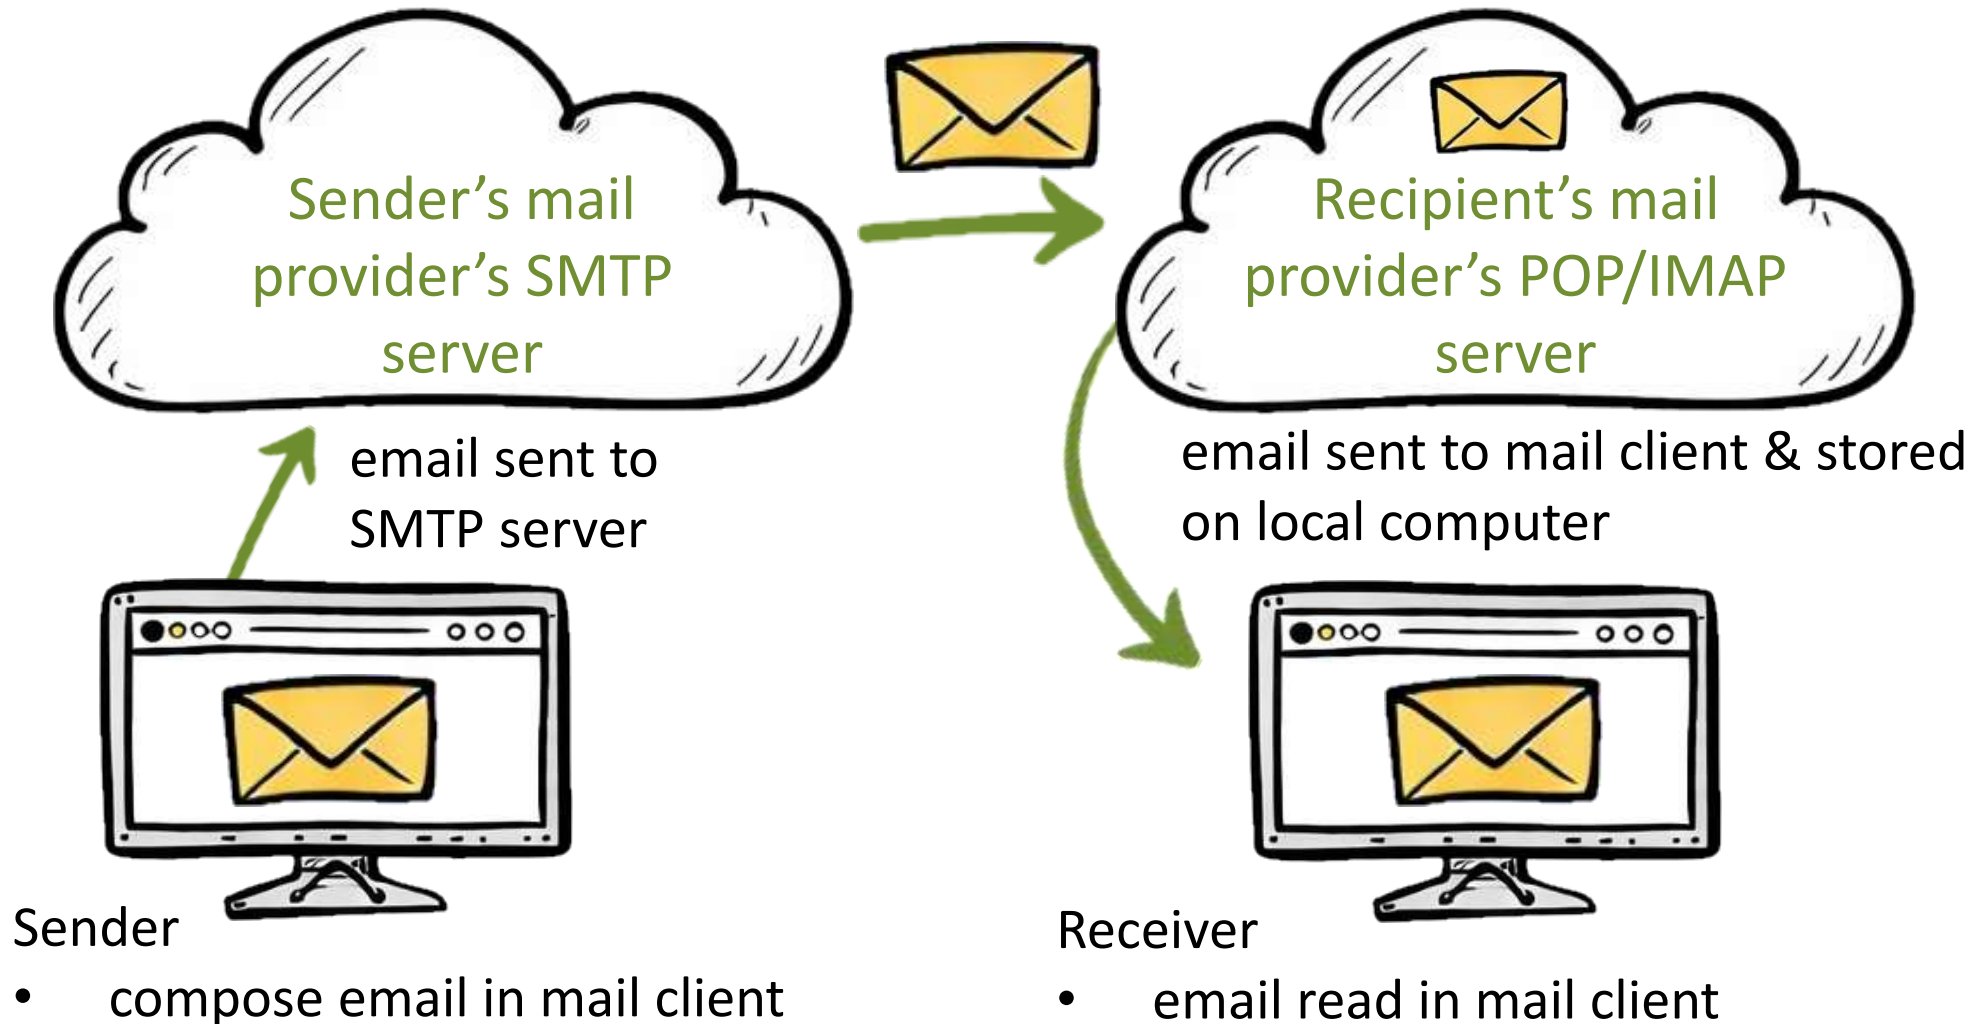 Sender’s mail
provider’s SMTP
server
Recipient’s mail
provider’s POP/IMAP
server
email sent to
SMTP server
email sent to mail client & stored
on local computer
Sender
• compose email in mail client
Receiver
• email read in mail client